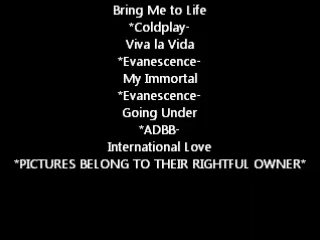 Bring Me to Life
*Coldplay-
Viva la Vida
*Evanescence-
My Immortal
*Evanescence-
Going Under
*ADBB-
International Love
*PICTURES BELONG TO THEIR RIGHTFUL OWNER*